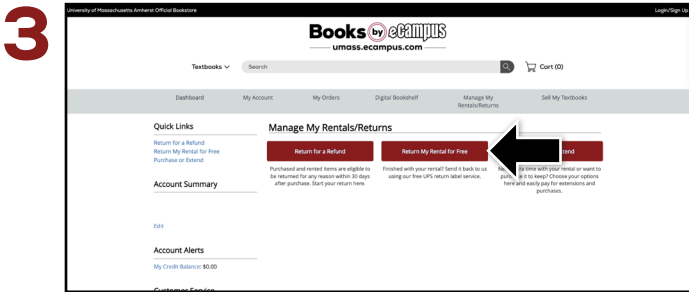 3
University of Massachusetts Amherst Official Bookstore
Login/Sign Up
Books by eCampus
umass.ecampus.com
Textbooks
Search
Cart (0)
Dashboard
My Account
My Orders
Digital Bookshelf
Manage My
Rentals/Returns
Sell My Textbooks
Quick Links
Return for a Refund
Return My Rental for Free
Purchase or Extend
Account Summary
Edit
Account Alerts
My Credit Balance: $0.00
Customer Service
Manage My Rentals/Returns
Return for a Refund
Purchased and rented items are eligible to
be returned for any reason within 30 days
after purchase. Start your return here.
Return My Rental for Free
Finished with your rental? Send it back to us
using our free UPS return label service.
time with your rental or want to
it to keep? Choose your options
here and easily pay for extensions and
purchases.